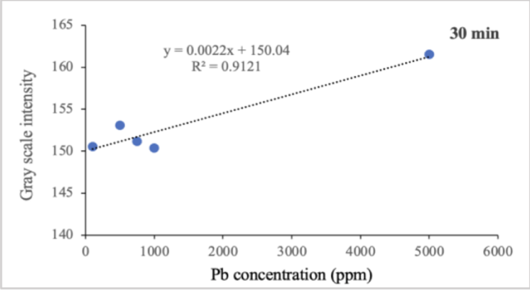 30 min
y = 0.0022x + 150.04
R² = 0.9121
Gray scale intensity
165
160
155
150
145
140
0 1000 2000 3000 4000 5000 6000
Pb concentration (ppm)